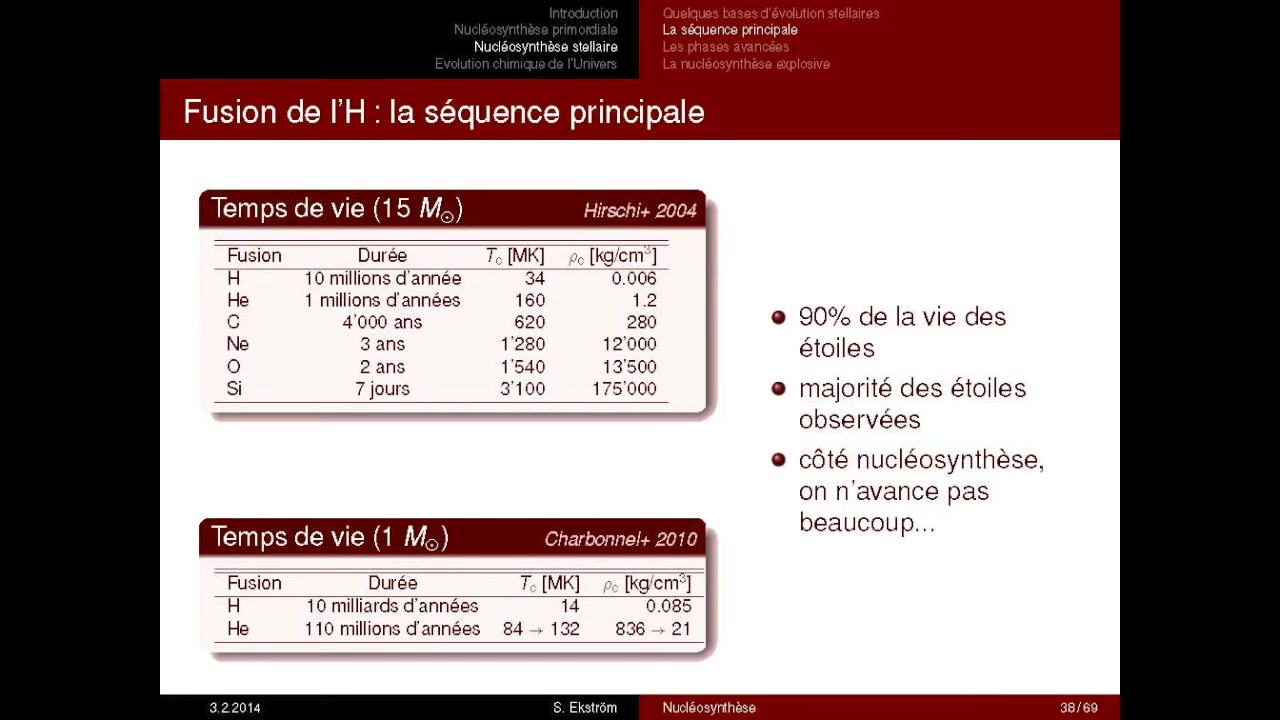 Introduction
Nucléosynthèse primordiale
Nucléosynthèse stellaire
Evolution chimique de l'Univers
Quelques bases d'évolution stellaires
La séquence principale
Les phases avancées
La nucléosynthèse explosive
Fusion de l'H : la séquence principale
Temps de vie (15 M⊙) Hirschi+ 2004
Fusion Durée Tc [MK] ρc [kg/cm³]
H 10 millions d'année 34 0.006
He 1 millions d'années 160 1.2
C 4'000 ans 620 280
Ne 3 ans 1'280 12'000
O 2 ans 1'540 13'500
Si 7 jours 3'100 175'000
Temps de vie (1 M⊙) Charbonnel+ 2010
Fusion Durée Tc [MK] ρc [kg/cm³]
H 10 milliards d'années 14 0.085
He 110 millions d'années 84 → 132 836 → 21
90% de la vie des
étoiles
majorité des étoiles
observées
côté nucléosynthèse,
on n'avance pas
beaucoup...
3.2.2014 S. Ekström Nucléosynthèse 38/69